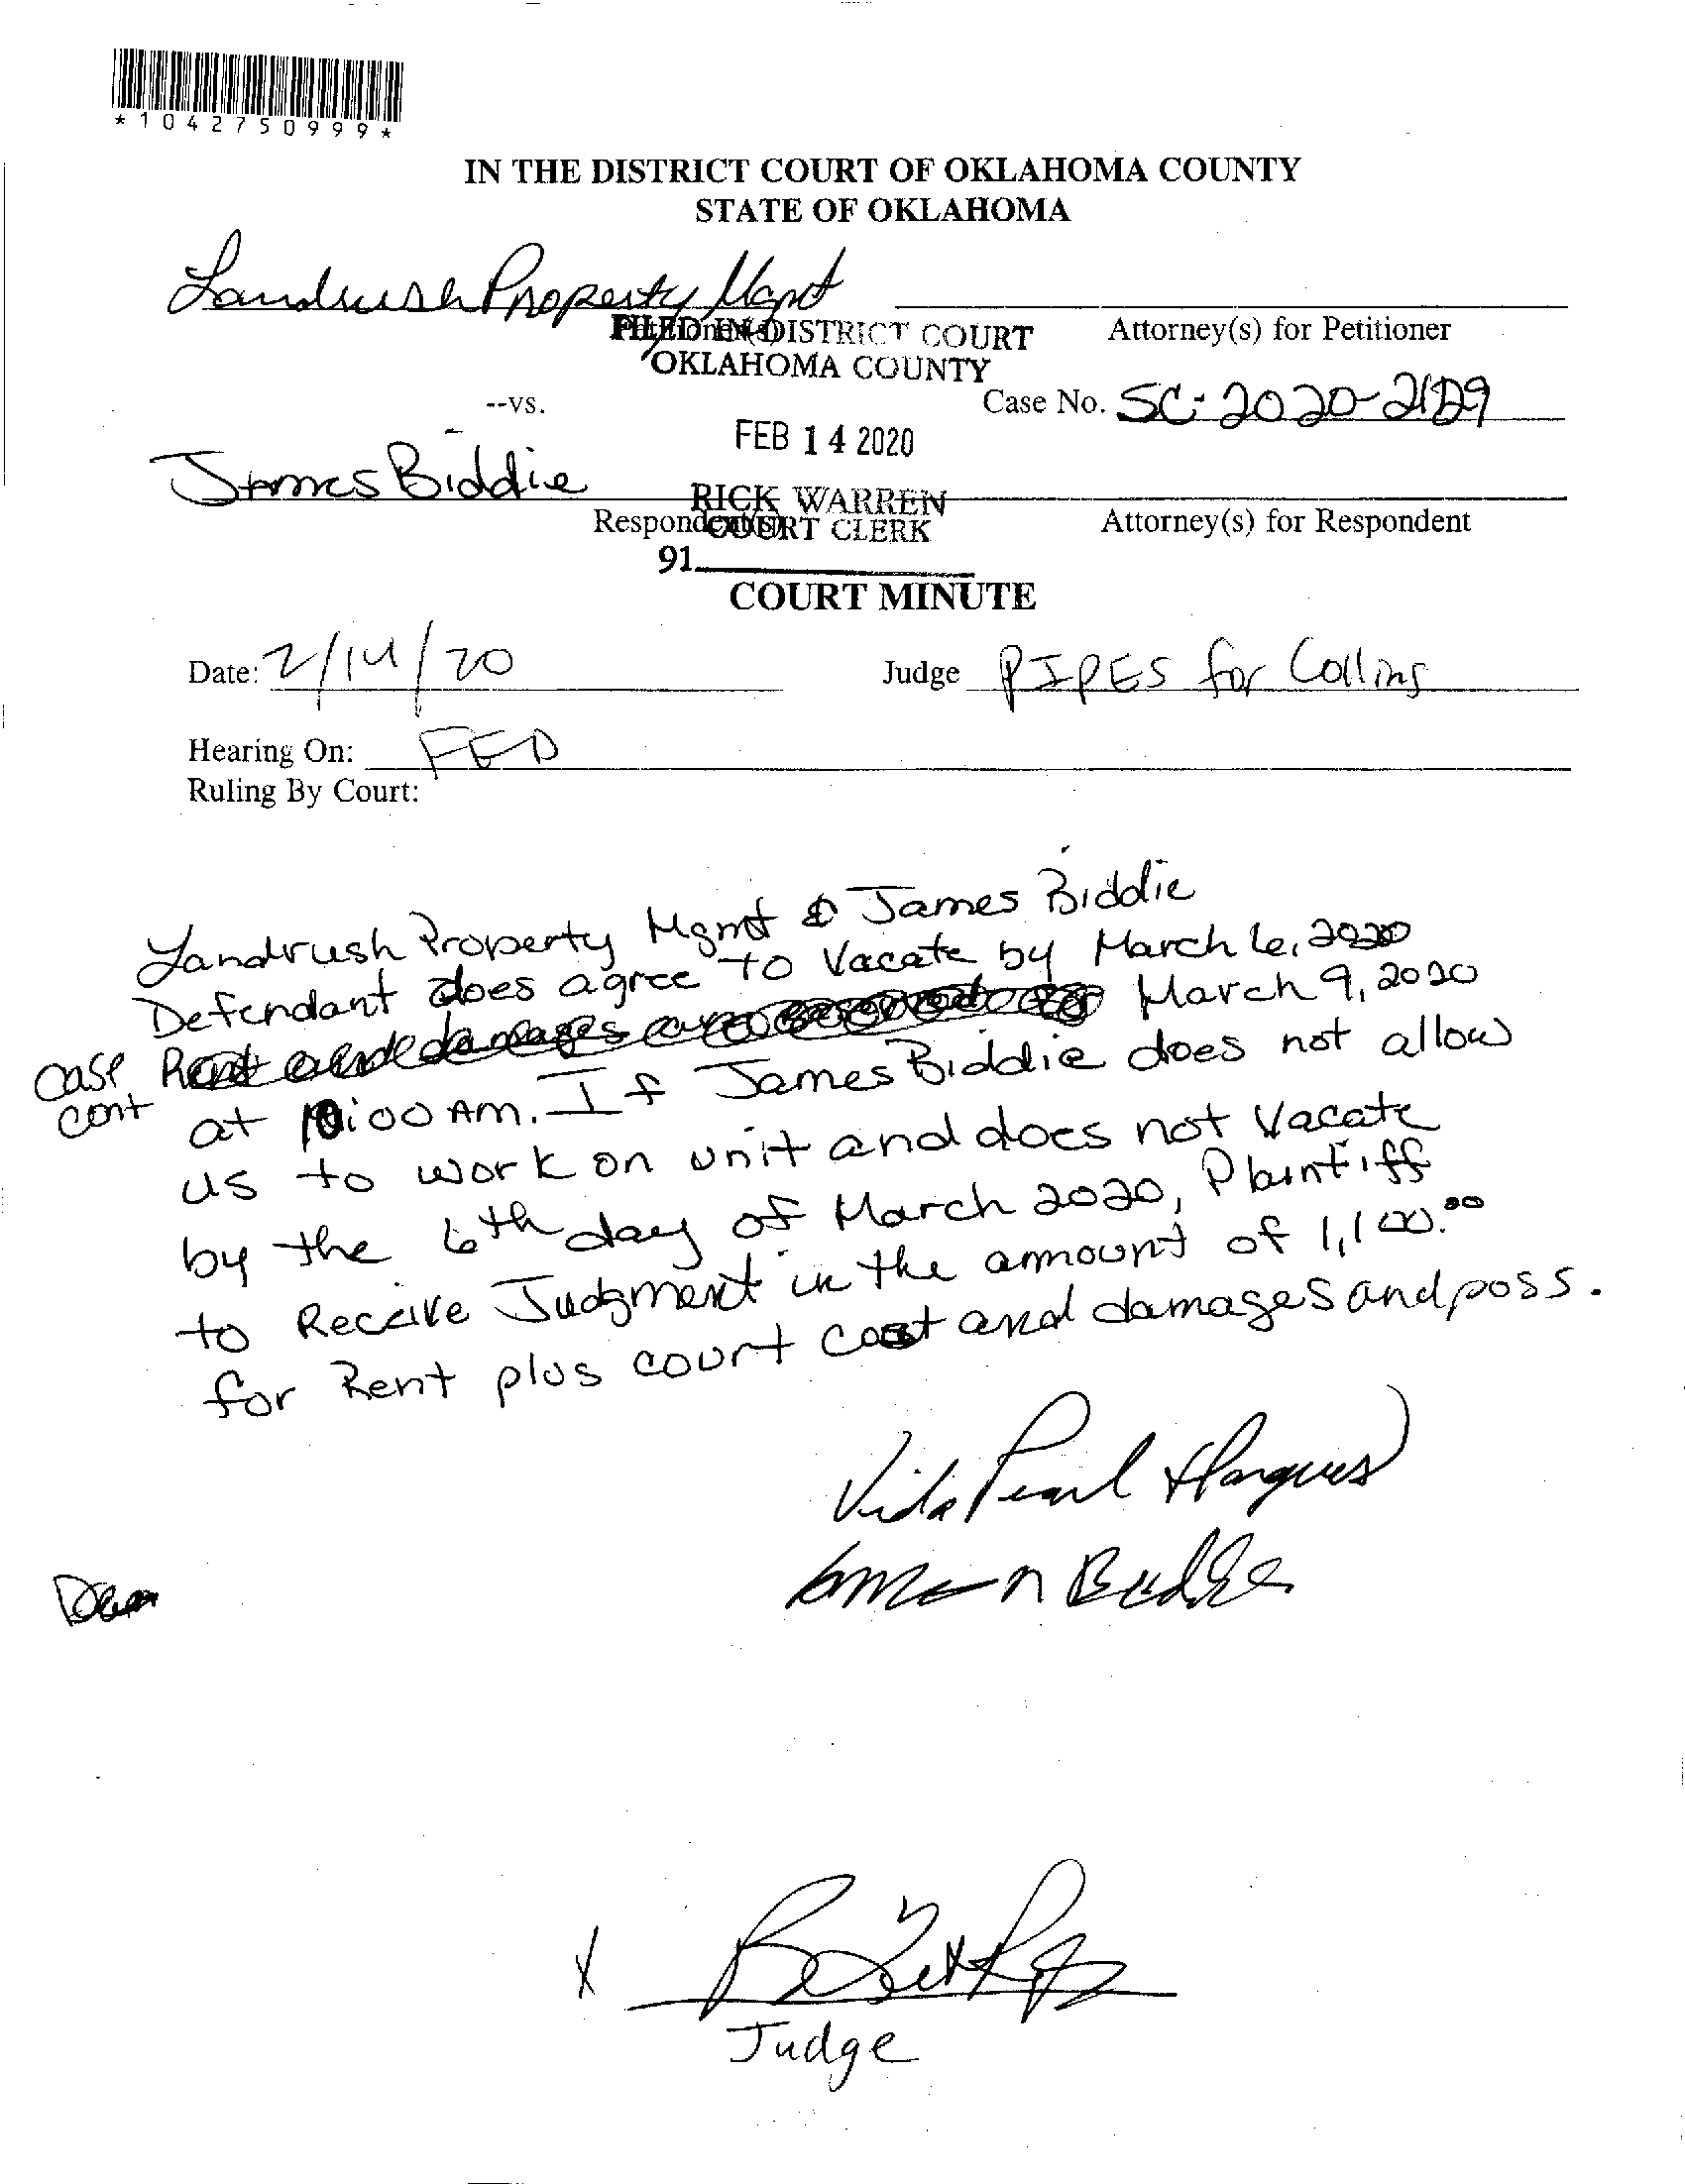 *1042750999*
IN THE DISTRICT COURT OF OKLAHOMA COUNTY
STATE OF OKLAHOMA
Landrush Property Mgmt
Petitioner(s)
Attorney(s) for Petitioner
FILED IN DISTRICT COURT
OKLAHOMA COUNTY
--vs.
Case No. SC-2020-2129
FEB 14 2020
James Biddie
RICK WARREN
COURT CLERK
Respondent(s)
Attorney(s) for Respondent
91
COURT MINUTE
Date: 2/14/20
Judge PIPES for Collins
Hearing On: FED
Ruling By Court:
Landrush Property Mgmt & James Biddie
Defendant does agree to Vacate by March 6, 2020
case Rent and damages are reserved March 9, 2020
cont at 10:00 AM. If James Biddie does not allow
us to work on unit and does not Vacate
by the 6th day of March 2020, Plaintiff
to Receive Judgment in the amount of 1,100.00
for Rent plus court cost and damages and poss.
Vida Pearl Hargues
Judge